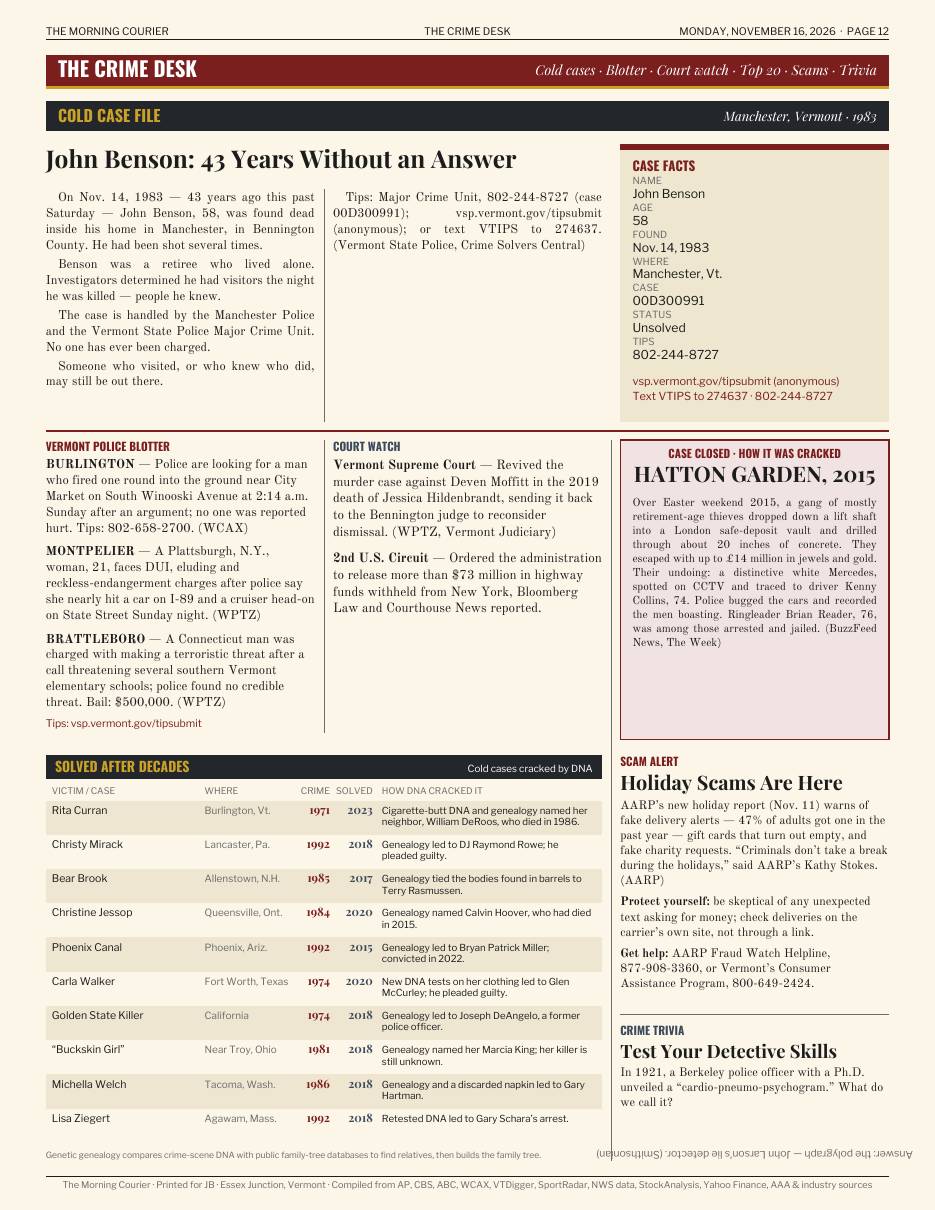 THE MORNING COURIER
THE CRIME DESK
MONDAY, NOVEMBER 16, 2026 · PAGE 12
THE CRIME DESK
Cold cases · Blotter · Court watch · Top 20 · Scams · Trivia
COLD CASE FILE
Manchester, Vermont · 1983
John Benson: 43 Years Without an Answer
On Nov. 14, 1983 — 43 years ago this past
Saturday — John Benson, 58, was found dead
inside his home in Manchester, in Bennington
County. He had been shot several times.
Benson was a retiree who lived alone.
Investigators determined he had visitors the night
he was killed — people he knew.
The case is handled by the Manchester Police
and the Vermont State Police Major Crime Unit.
No one has ever been charged.
Someone who visited, or who knew who did,
may still be out there.
Tips: Major Crime Unit, 802-244-8727 (case
00D300991); vsp.vermont.gov/tipsubmit
(anonymous); or text VTIPS to 274637.
(Vermont State Police, Crime Solvers Central)
CASE FACTS
NAME
John Benson
AGE
58
FOUND
Nov. 14, 1983
WHERE
Manchester, Vt.
CASE
00D300991
STATUS
Unsolved
TIPS
802-244-8727
vsp.vermont.gov/tipsubmit (anonymous)
Text VTIPS to 274637 · 802-244-8727
VERMONT POLICE BLOTTER
BURLINGTON — Police are looking for a man
who fired one round into the ground near City
Market on South Winooski Avenue at 2:14 a.m.
Sunday after an argument; no one was reported
hurt. Tips: 802-658-2700. (WCAX)
MONTPELIER — A Plattsburgh, N.Y.,
woman, 21, faces DUI, eluding and
reckless-endangerment charges after police say
she nearly hit a car on I-89 and a cruiser head-on
on State Street Sunday night. (WPTZ)
BRATTLEBORO — A Connecticut man was
charged with making a terroristic threat after a
call threatening several southern Vermont
elementary schools; police found no credible
threat. Bail: $500,000. (WPTZ)
Tips: vsp.vermont.gov/tipsubmit
COURT WATCH
Vermont Supreme Court — Revived the
murder case against Deven Moffitt in the 2019
death of Jessica Hildenbrandt, sending it back
to the Bennington judge to reconsider
dismissal. (WPTZ, Vermont Judiciary)
2nd U.S. Circuit — Ordered the administration
to release more than $73 million in highway
funds withheld from New York, Bloomberg
Law and Courthouse News reported.
CASE CLOSED · HOW IT WAS CRACKED
HATTON GARDEN, 2015
Over Easter weekend 2015, a gang of mostly
retirement-age thieves dropped down a lift shaft
into a London safe-deposit vault and drilled
through about 20 inches of concrete. They
escaped with up to £14 million in jewels and gold.
Their undoing: a distinctive white Mercedes,
spotted on CCTV and traced to driver Kenny
Collins, 74. Police bugged the cars and recorded
the men boasting. Ringleader Brian Reader, 76,
was among those arrested and jailed. (BuzzFeed
News, The Week)
SOLVED AFTER DECADES
Cold cases cracked by DNA
VICTIM / CASE WHERE CRIME SOLVED HOW DNA CRACKED IT
Rita Curran Burlington, Vt. 1971 2023 Cigarette-butt DNA and genealogy named her
neighbor, William DeRoos, who died in 1986.
Christy Mirack Lancaster, Pa. 1992 2018 Genealogy led to DJ Raymond Rowe; he
pleaded guilty.
Bear Brook Allenstown, N.H. 1985 2017 Genealogy tied the bodies found in barrels to
Terry Rasmussen.
Christine Jessop Queensville, Ont. 1984 2020 Genealogy named Calvin Hoover, who had died
in 2015.
Phoenix Canal Phoenix, Ariz. 1992 2015 Genealogy led to Bryan Patrick Miller;
convicted in 2022.
Carla Walker Fort Worth, Texas 1974 2020 New DNA tests on her clothing led to Glen
McCurley; he pleaded guilty.
Golden State Killer California 1974 2018 Genealogy led to Joseph DeAngelo, a former
police officer.
“Buckskin Girl” Near Troy, Ohio 1981 2018 Genealogy named her Marcia King; her killer is
still unknown.
Michella Welch Tacoma, Wash. 1986 2018 Genealogy and a discarded napkin led to Gary
Hartman.
Lisa Ziegert Agawam, Mass. 1992 2018 Retested DNA led to Gary Schara’s arrest.
Genetic genealogy compares crime-scene DNA with public family-tree databases to find relatives, then builds the family tree.
SCAM ALERT
Holiday Scams Are Here
AARP’s new holiday report (Nov. 11) warns of
fake delivery alerts — 47% of adults got one in the
past year — gift cards that turn out empty, and
fake charity requests. “Criminals don’t take a break
during the holidays,” said AARP’s Kathy Stokes.
(AARP)
Protect yourself: be skeptical of any unexpected
text asking for money; check deliveries on the
carrier’s own site, not through a link.
Get help: AARP Fraud Watch Helpline,
877-908-3360, or Vermont’s Consumer
Assistance Program, 800-649-2424.
CRIME TRIVIA
Test Your Detective Skills
In 1921, a Berkeley police officer with a Ph.D.
unveiled a “cardio-pneumo-psychogram.” What do
we call it?
Answer: the polygraph — John Larson’s lie detector. (Smithsonian)
The Morning Courier · Printed for JB · Essex Junction, Vermont · Compiled from AP, CBS, ABC, WCAX, VTDigger, SportRadar, NWS data, StockAnalysis, Yahoo Finance, AAA & industry sources